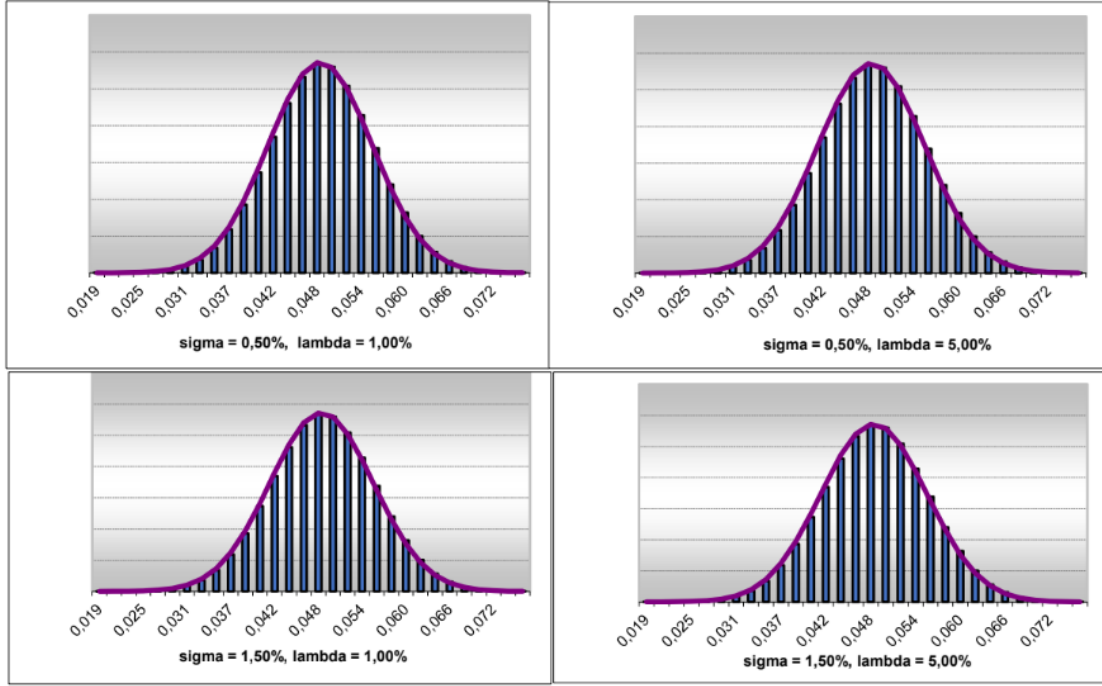 0,019 0,025 0,031 0,037 0,042 0,048 0,054 0,060 0,066 0,072
sigma = 0,50%, lambda = 1,00%
0,019 0,025 0,031 0,037 0,042 0,048 0,054 0,060 0,066 0,072
sigma = 0,50%, lambda = 5,00%
0,019 0,025 0,031 0,037 0,042 0,048 0,054 0,060 0,066 0,072
sigma = 1,50%, lambda = 1,00%
0,019 0,025 0,031 0,037 0,042 0,048 0,054 0,060 0,066 0,072
sigma = 1,50%, lambda = 5,00%